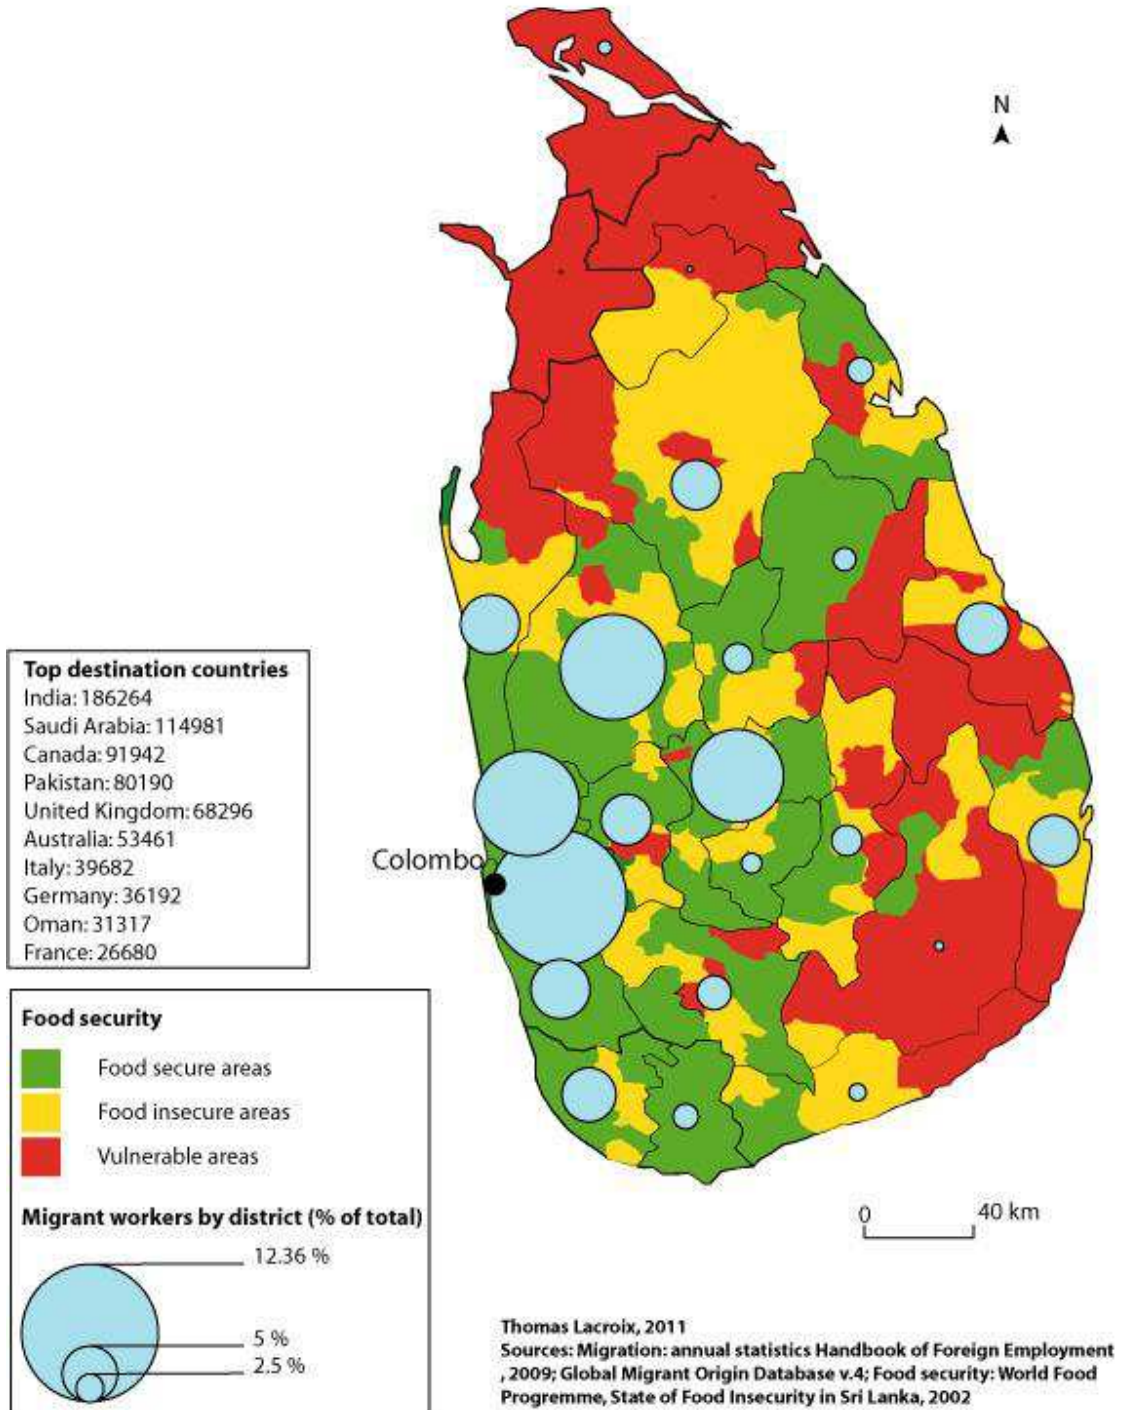 N
Top destination countries
India: 186264
Saudi Arabia: 114981
Canada: 91942
Pakistan: 80190
United Kingdom: 68296
Australia: 53461
Italy: 39682
Germany: 36192
Oman: 31317
France: 26680
Colombo
Food security
Food secure areas
Food insecure areas
Vulnerable areas
Migrant workers by district (% of total)
12.36 %
5 %
2.5 %
0 40 km
Thomas Lacroix, 2011
Sources: Migration: annual statistics Handbook of Foreign Employment
, 2009; Global Migrant Origin Database v.4; Food security: World Food
Progremme, State of Food Insecurity in Sri Lanka, 2002